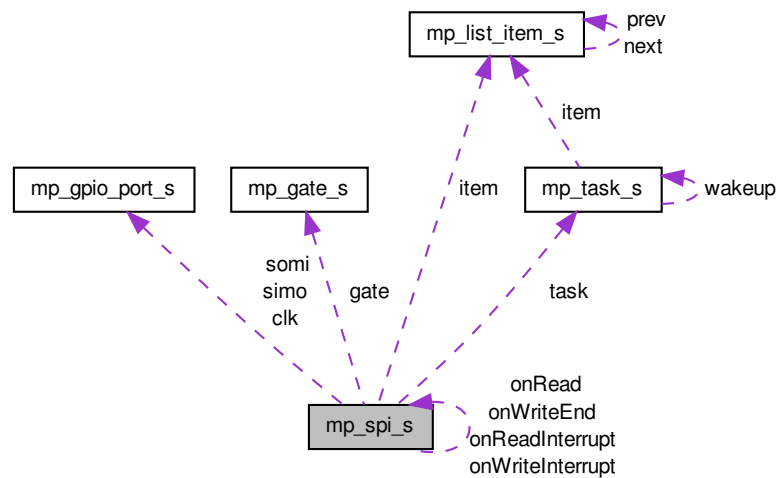 mp_list_item_s
prev
next
item
mp_gpio_port_s
mp_gate_s
item
mp_task_s
wakeup
somi
simo
clk
gate
task
mp_spi_s
onRead
onWriteEnd
onReadInterrupt
onWriteInterrupt